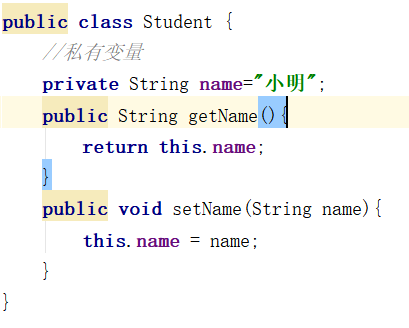 public class Student {
//私有变量
private String name="小明";
public String getName(){
return this.name;
}
public void setName(String name){
this.name = name;
}
}